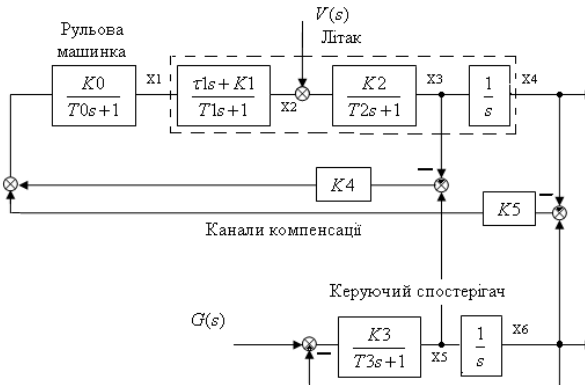 V(s)
Рульова
машинка
Літак
K0
T0s+1
X1
τ1s+K1
T1s+1
X2
K2
T2s+1
X3
1
s
X4
K4
K5
Канали компенсації
Керуючий спостерігач
G(s)
K3
T3s+1
X5
1
s
X6